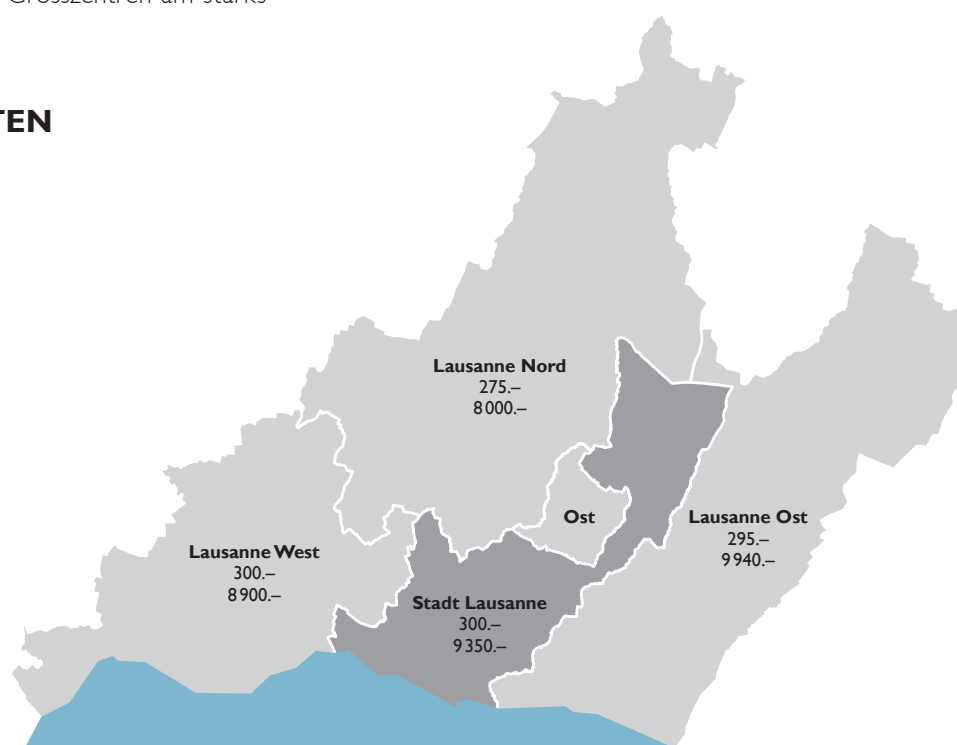 Grosszentren am stärks
TEN
Lausanne Nord
275.–
8 000.–
Ost
Lausanne Ost
295.–
9 940.–
Lausanne West
300.–
8 900.–
Stadt Lausanne
300.–
9 350.–